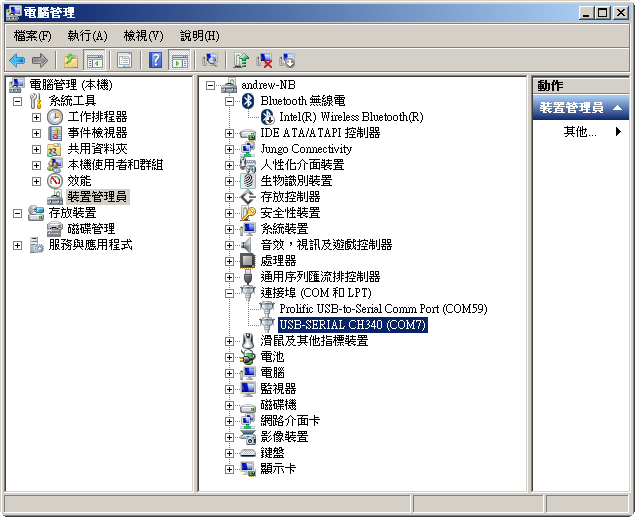 電腦管理
檔案(F) 執行(A) 檢視(V) 說明(H)
電腦管理 (本機)
系統工具
工作排程器
事件檢視器
共用資料夾
本機使用者和群組
效能
裝置管理員
存放裝置
磁碟管理
服務與應用程式
andrew-NB
Bluetooth 無線電
Intel(R) Wireless Bluetooth(R)
IDE ATA/ATAPI 控制器
Jungo Connectivity
人性化介面裝置
生物識別裝置
存放控制器
安全性裝置
系統裝置
音效，視訊及遊戲控制器
處理器
通用序列匯流排控制器
連接埠 (COM 和 LPT)
Prolific USB-to-Serial Comm Port (COM59)
USB-SERIAL CH340 (COM7)
滑鼠及其他指標裝置
電池
電腦
監視器
磁碟機
網路介面卡
影像裝置
鍵盤
顯示卡
動作
裝置管理員
其他...